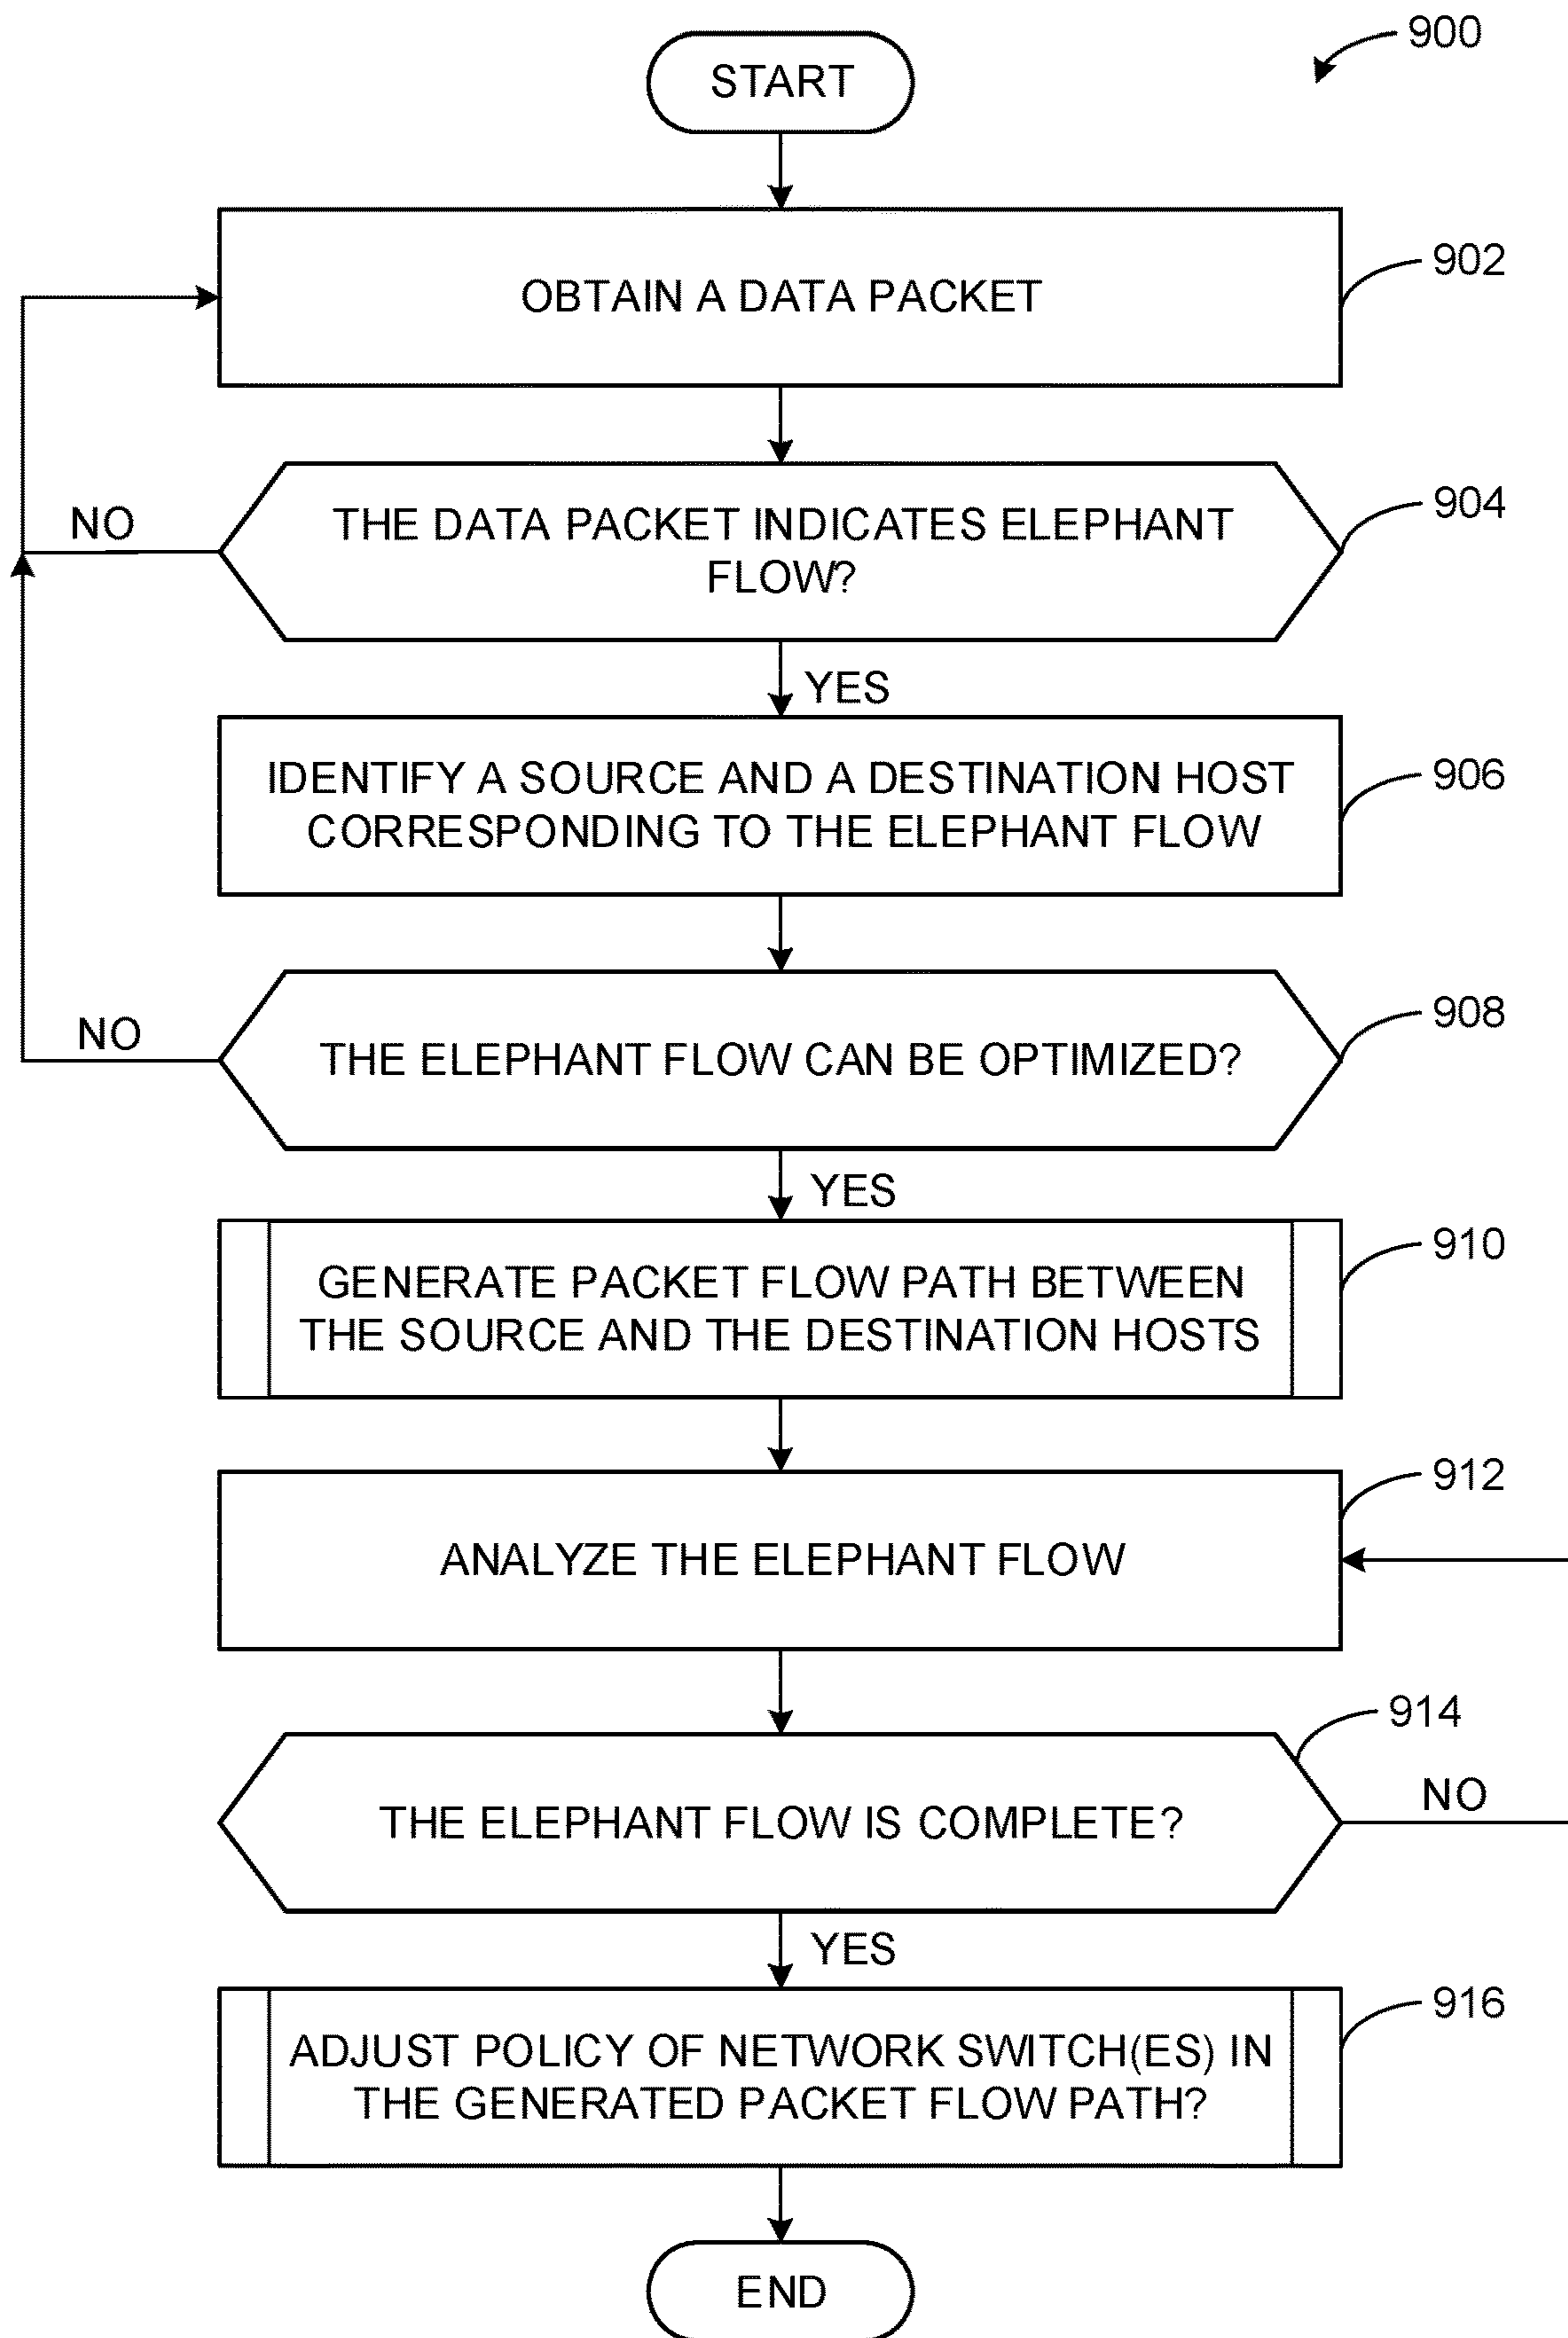 900
START
OBTAIN A DATA PACKET
902
THE DATA PACKET INDICATES ELEPHANT
FLOW?
904
NO
YES
IDENTIFY A SOURCE AND A DESTINATION HOST
CORRESPONDING TO THE ELEPHANT FLOW
906
THE ELEPHANT FLOW CAN BE OPTIMIZED?
908
NO
YES
GENERATE PACKET FLOW PATH BETWEEN
THE SOURCE AND THE DESTINATION HOSTS
910
ANALYZE THE ELEPHANT FLOW
912
THE ELEPHANT FLOW IS COMPLETE?
914
NO
YES
ADJUST POLICY OF NETWORK SWITCH(ES) IN
THE GENERATED PACKET FLOW PATH?
916
END